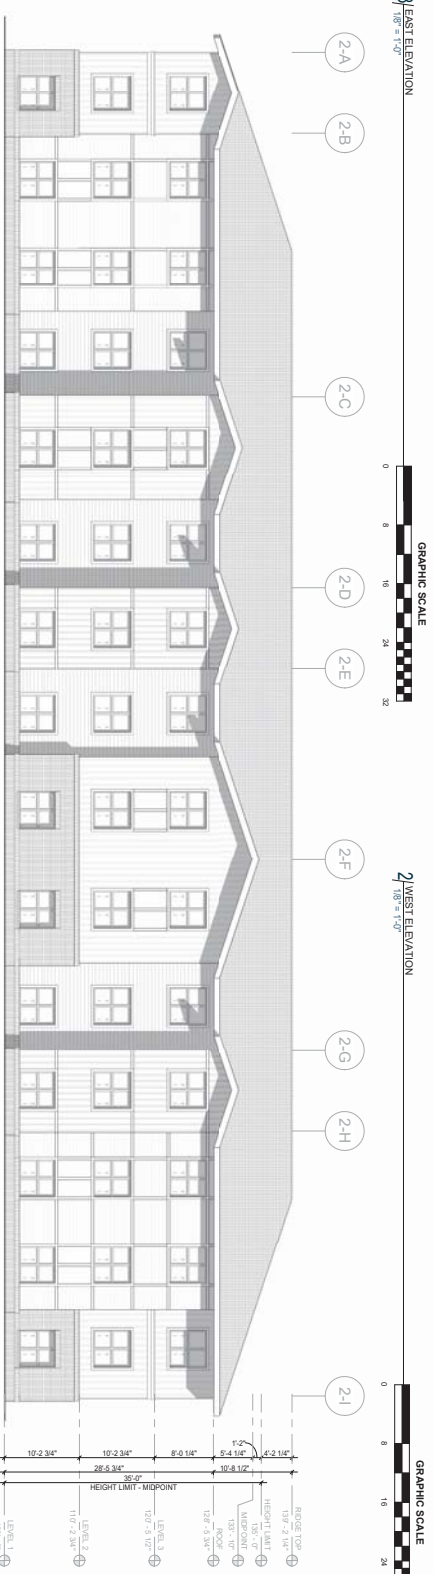 EAST ELEVATION
1/8" = 1'-0"
GRAPHIC SCALE
0 8 16 24 32
2 WEST ELEVATION
1/8" = 1'-0"
GRAPHIC SCALE
0 8 16 24
2-A
2-B
2-C
2-D
2-E
2-F
2-G
2-H
2-I
RIDGE TOP
139' - 2 1/4"
HEIGHT LIMIT
135' - 0"
MIDPOINT
133' - 10"
ROOF
128' - 5 3/4"
LEVEL 3
120' - 5 1/2"
LEVEL 2
110' - 2 3/4"
LEVEL 1
4'-2 1/4"
1'-2"
5'-4 1/4"
8'-0 1/4"
10'-2 3/4"
10'-2 3/4"
10'-8 1/2"
28'-5 3/4"
35'-0"
HEIGHT LIMIT - MIDPOINT